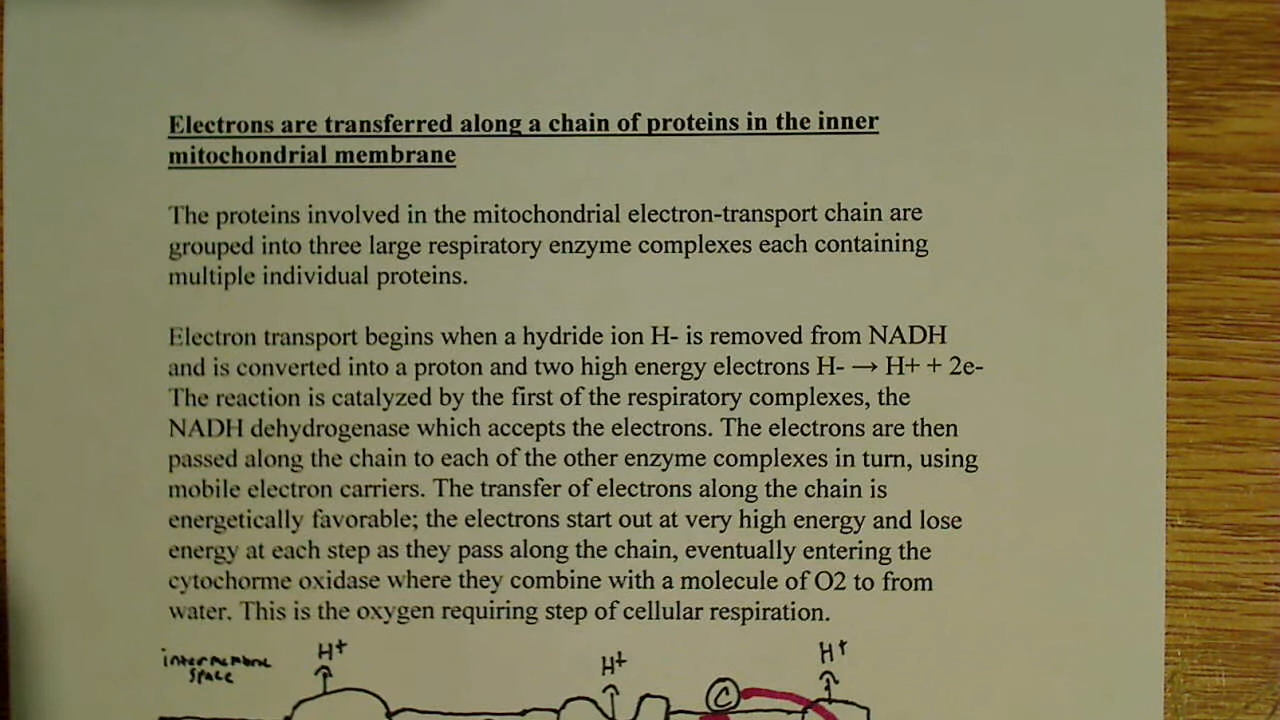 Electrons are transferred along a chain of proteins in the inner
mitochondrial membrane
The proteins involved in the mitochondrial electron-transport chain are
grouped into three large respiratory enzyme complexes each containing
multiple individual proteins.
Electron transport begins when a hydride ion H- is removed from NADH
and is converted into a proton and two high energy electrons H- → H+ + 2e-
The reaction is catalyzed by the first of the respiratory complexes, the
NADH dehydrogenase which accepts the electrons. The electrons are then
passed along the chain to each of the other enzyme complexes in turn, using
mobile electron carriers. The transfer of electrons along the chain is
energetically favorable; the electrons start out at very high energy and lose
energy at each step as they pass along the chain, eventually entering the
cytochorme oxidase where they combine with a molecule of O2 to from
water. This is the oxygen requiring step of cellular respiration.
intermembrane
space
H+
H+
C
H+